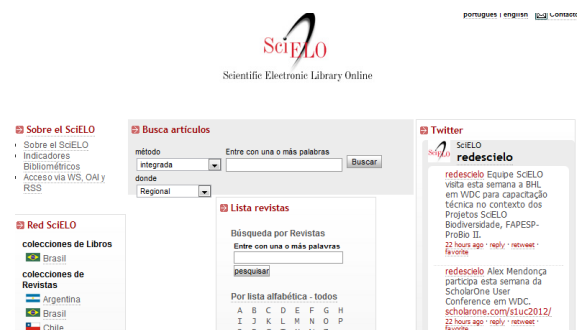 português | english Contacto
SciELO
Scientific Electronic Library Online
Sobre el SciELO
Sobre el SciELO
Indicadores
Bibliométricos
Acceso via WS, OAI y
RSS
Red SciELO
colecciones de Libros
Brasil
colecciones de
Revistas
Argentina
Brasil
Chile
Busca artículos
método
Entre con una o más palabras
integrada
Buscar
donde
Regional
Lista revistas
Búsqueda por Revistas
Entre con una o más palavras
pesquisar
Por lista alfabética - todos
A B C D E F G H
I J K L M N O P
Twitter
SciELO
SciELO
redescielo
redescielo Equipe SciELO
visita esta semana a BHL
em WDC para capacitação
técnica no contexto dos
Projetos SciELO
Biodiversidade, FAPESP-
ProBio II.
22 hours ago · reply · retweet ·
favorite
redescielo Alex Mendonça
participa esta semana da
ScholarOne User
Conference em WDC.
scholarone.com/s1uc2012/
22 hours ago · reply · retweet ·
favorite